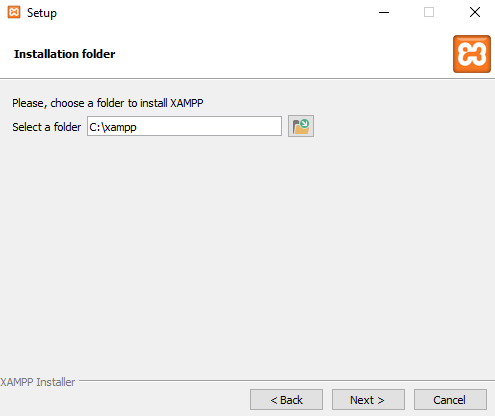 Setup
Installation folder
Please, choose a folder to install XAMPP
Select a folder C:\xampp
XAMPP Installer
< Back Next > Cancel